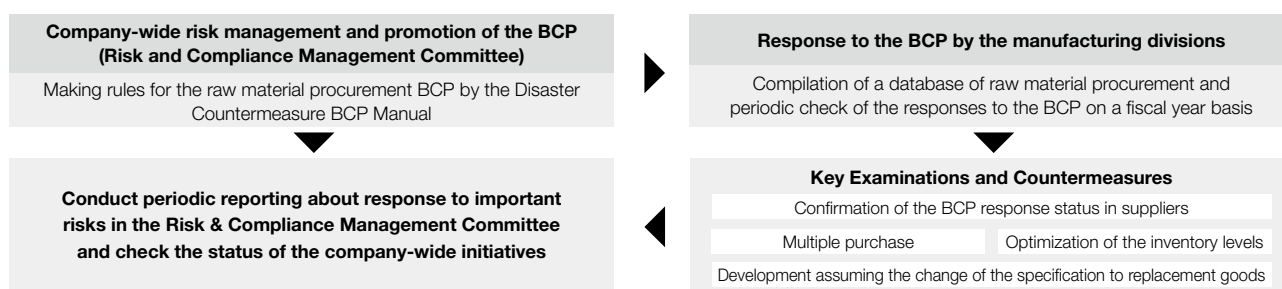 Company-wide risk management and promotion of the BCP
(Risk and Compliance Management Committee)
Making rules for the raw material procurement BCP by the Disaster
Countermeasure BCP Manual
Response to the BCP by the manufacturing divisions
Compilation of a database of raw material procurement and
periodic check of the responses to the BCP on a fiscal year basis
Key Examinations and Countermeasures
Confirmation of the BCP response status in suppliers
Multiple purchase
Optimization of the inventory levels
Development assuming the change of the specification to replacement goods
Conduct periodic reporting about response to important
risks in the Risk & Compliance Management Committee
and check the status of the company-wide initiatives